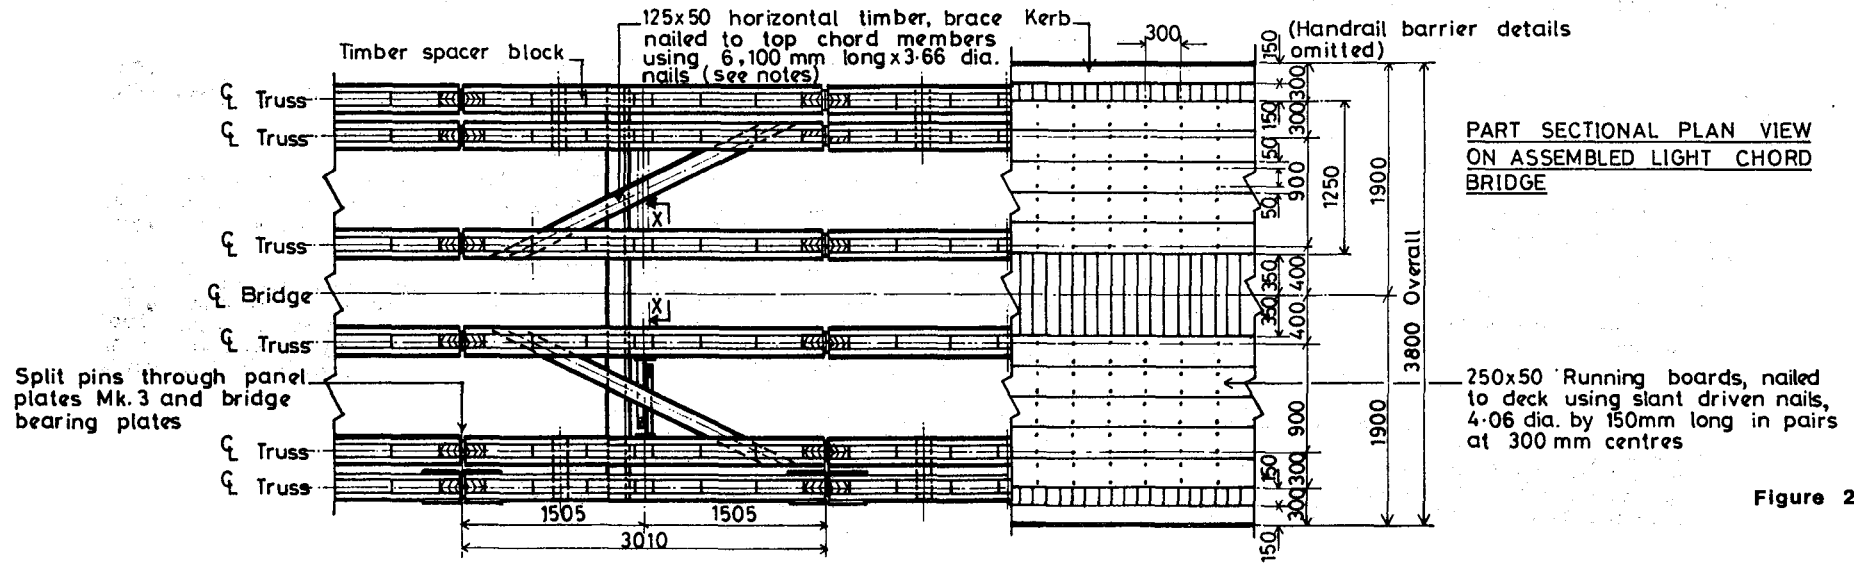 125x50 horizontal timber, brace
nailed to top chord members
using 6,100 mm long x 3·66 dia.
nails (see notes)
Kerb
300
(Handrail barrier details
omitted)
Timber spacer block
℄ Truss
℄ Truss
℄ Truss
℄ Bridge
℄ Truss
℄ Truss
℄ Truss
X
X
Split pins through panel
plates Mk. 3 and bridge
bearing plates
1505
1505
3010
150
150
50
50
350
350
150
150
300
300
900
400
400
900
300
300
1250
1900
1900
3800 Overall
PART SECTIONAL PLAN VIEW
ON ASSEMBLED LIGHT CHORD
BRIDGE
250x50 Running boards, nailed
to deck using slant driven nails,
4·06 dia. by 150mm long in pairs
at 300 mm centres
Figure 2